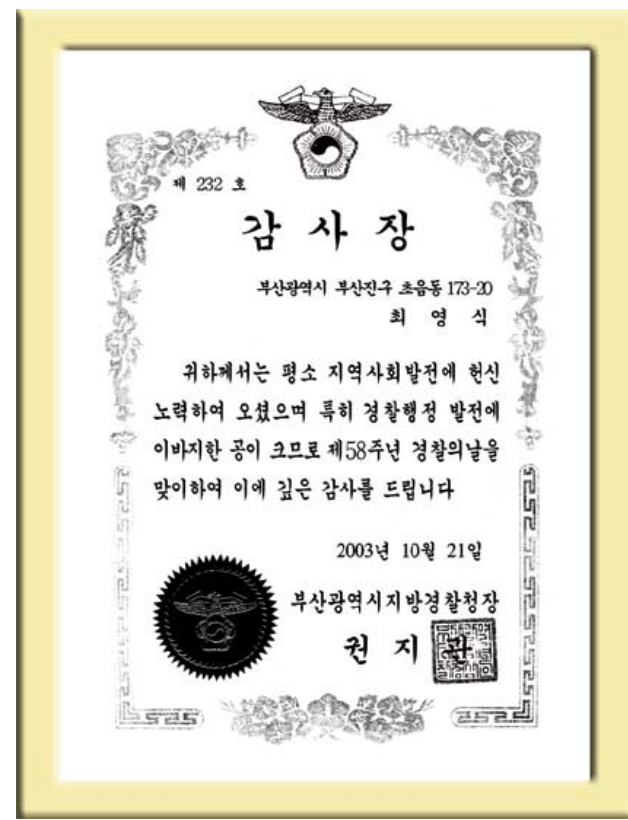 제 232 호
감 사 장
부산광역시 부산진구 초읍동 173-20
최 영 식
귀하께서는 평소 지역사회발전에 헌신
노력하여 오셨으며 특히 경찰행정 발전에
이바지한 공이 크므로 제58주년 경찰의날을
맞이하여 이에 깊은 감사를 드립니다
2003년 10월 21일
부산광역시지방경찰청장
권 지 관